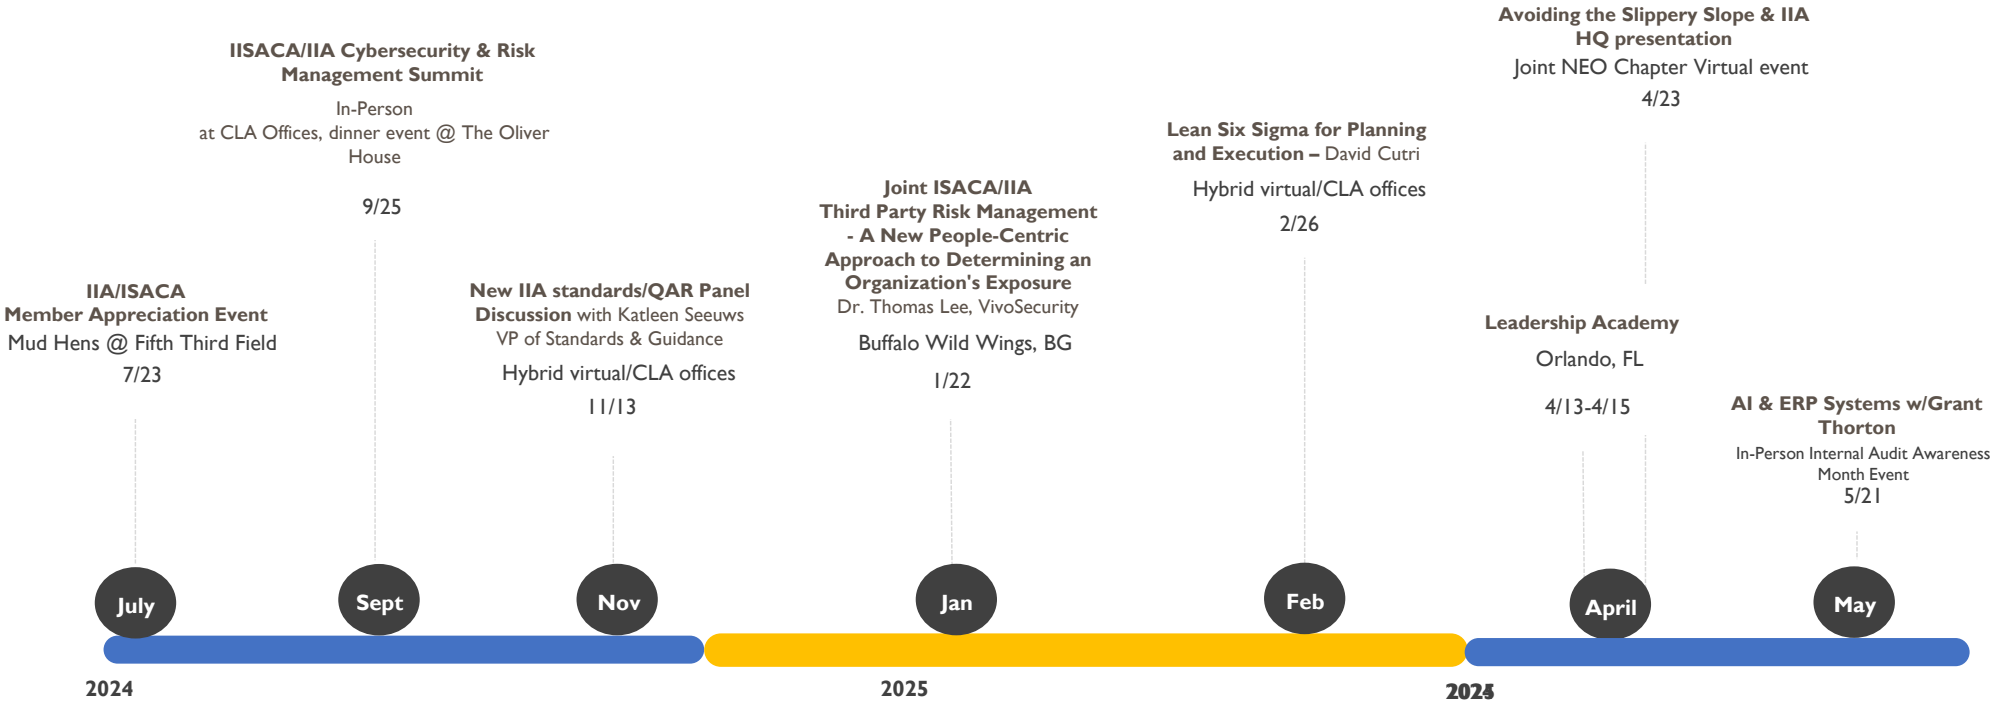 IIA/ISACA
Member Appreciation Event
Mud Hens @ Fifth Third Field
7/23
IISACA/IIA Cybersecurity & Risk
Management Summit
In-Person
at CLA Offices, dinner event @ The Oliver
House
9/25
New IIA standards/QAR Panel
Discussion with Katleen Seeuws
VP of Standards & Guidance
Hybrid virtual/CLA offices
11/13
Joint ISACA/IIA
Third Party Risk Management
- A New People-Centric
Approach to Determining an
Organization's Exposure
Dr. Thomas Lee, VivoSecurity
Buffalo Wild Wings, BG
1/22
Lean Six Sigma for Planning
and Execution – David Cutri
Hybrid virtual/CLA offices
2/26
Avoiding the Slippery Slope & IIA
HQ presentation
Joint NEO Chapter Virtual event
4/23
Leadership Academy
Orlando, FL
4/13-4/15
AI & ERP Systems w/Grant
Thorton
In-Person Internal Audit Awareness
Month Event
5/21
July
Sept
Nov
Jan
Feb
April
May
2024
2025